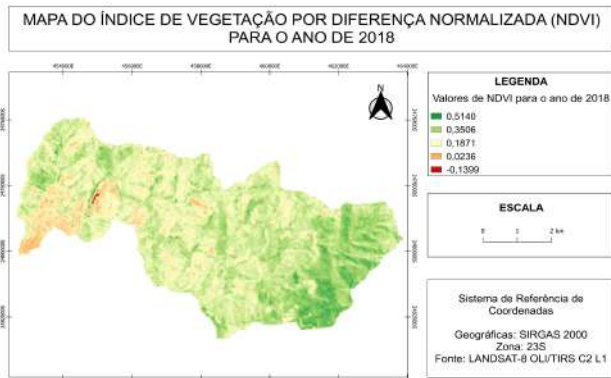 MAPA DO ÍNDICE DE VEGETAÇÃO POR DIFERENÇA NORMALIZADA (NDVI)
PARA O ANO DE 2018
N
LEGENDA
Valores de NDVI para o ano de 2018
0,5140
0,3506
0,1871
0,0236
-0,1399
ESCALA
0 1 2 km
Sistema de Referência de
Coordenadas
Geográficas: SIRGAS 2000
Zona: 23S
Fonte: LANDSAT-8 OLI/TIRS C2 L1